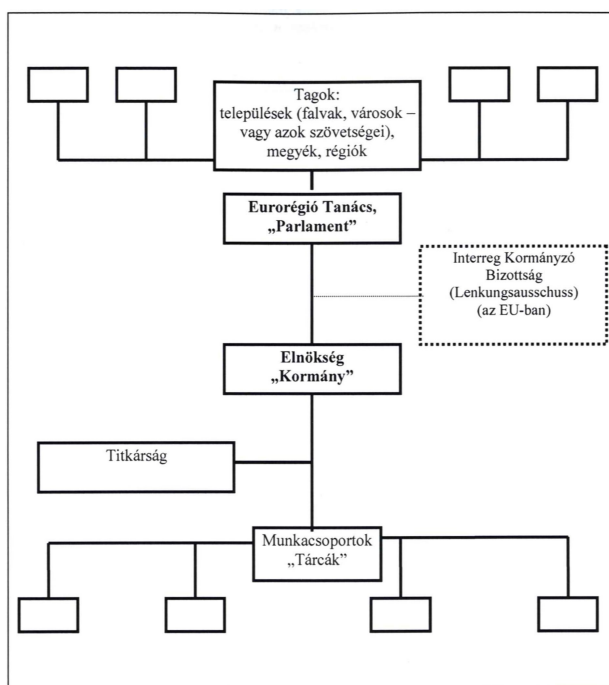 Tagok:
települések (falvak, városok –
vagy azok szövetségei),
megyék, régiók
Eurorégió Tanács,
„Parlament”
Interreg Kormányzó
Bizottság
(Lenkungsausschuss)
(az EU-ban)
Elnökség
„Kormány”
Titkárság
Munkacsoportok
„Tárcák”